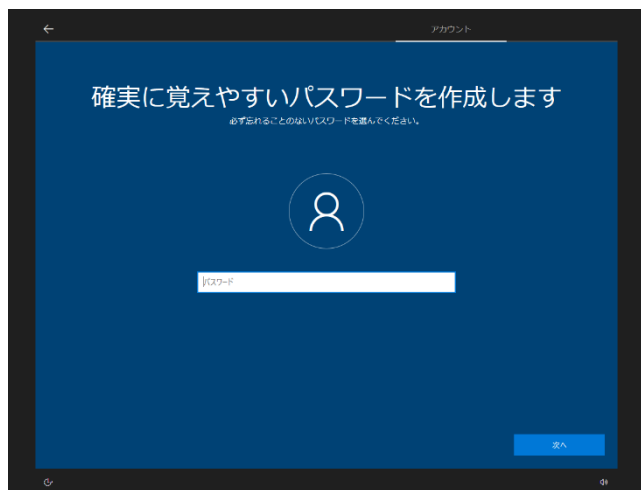 アカウント
確実に覚えやすいパスワードを作成します
必ず忘れることのないパスワードを選んでください。
パスワード
次へ